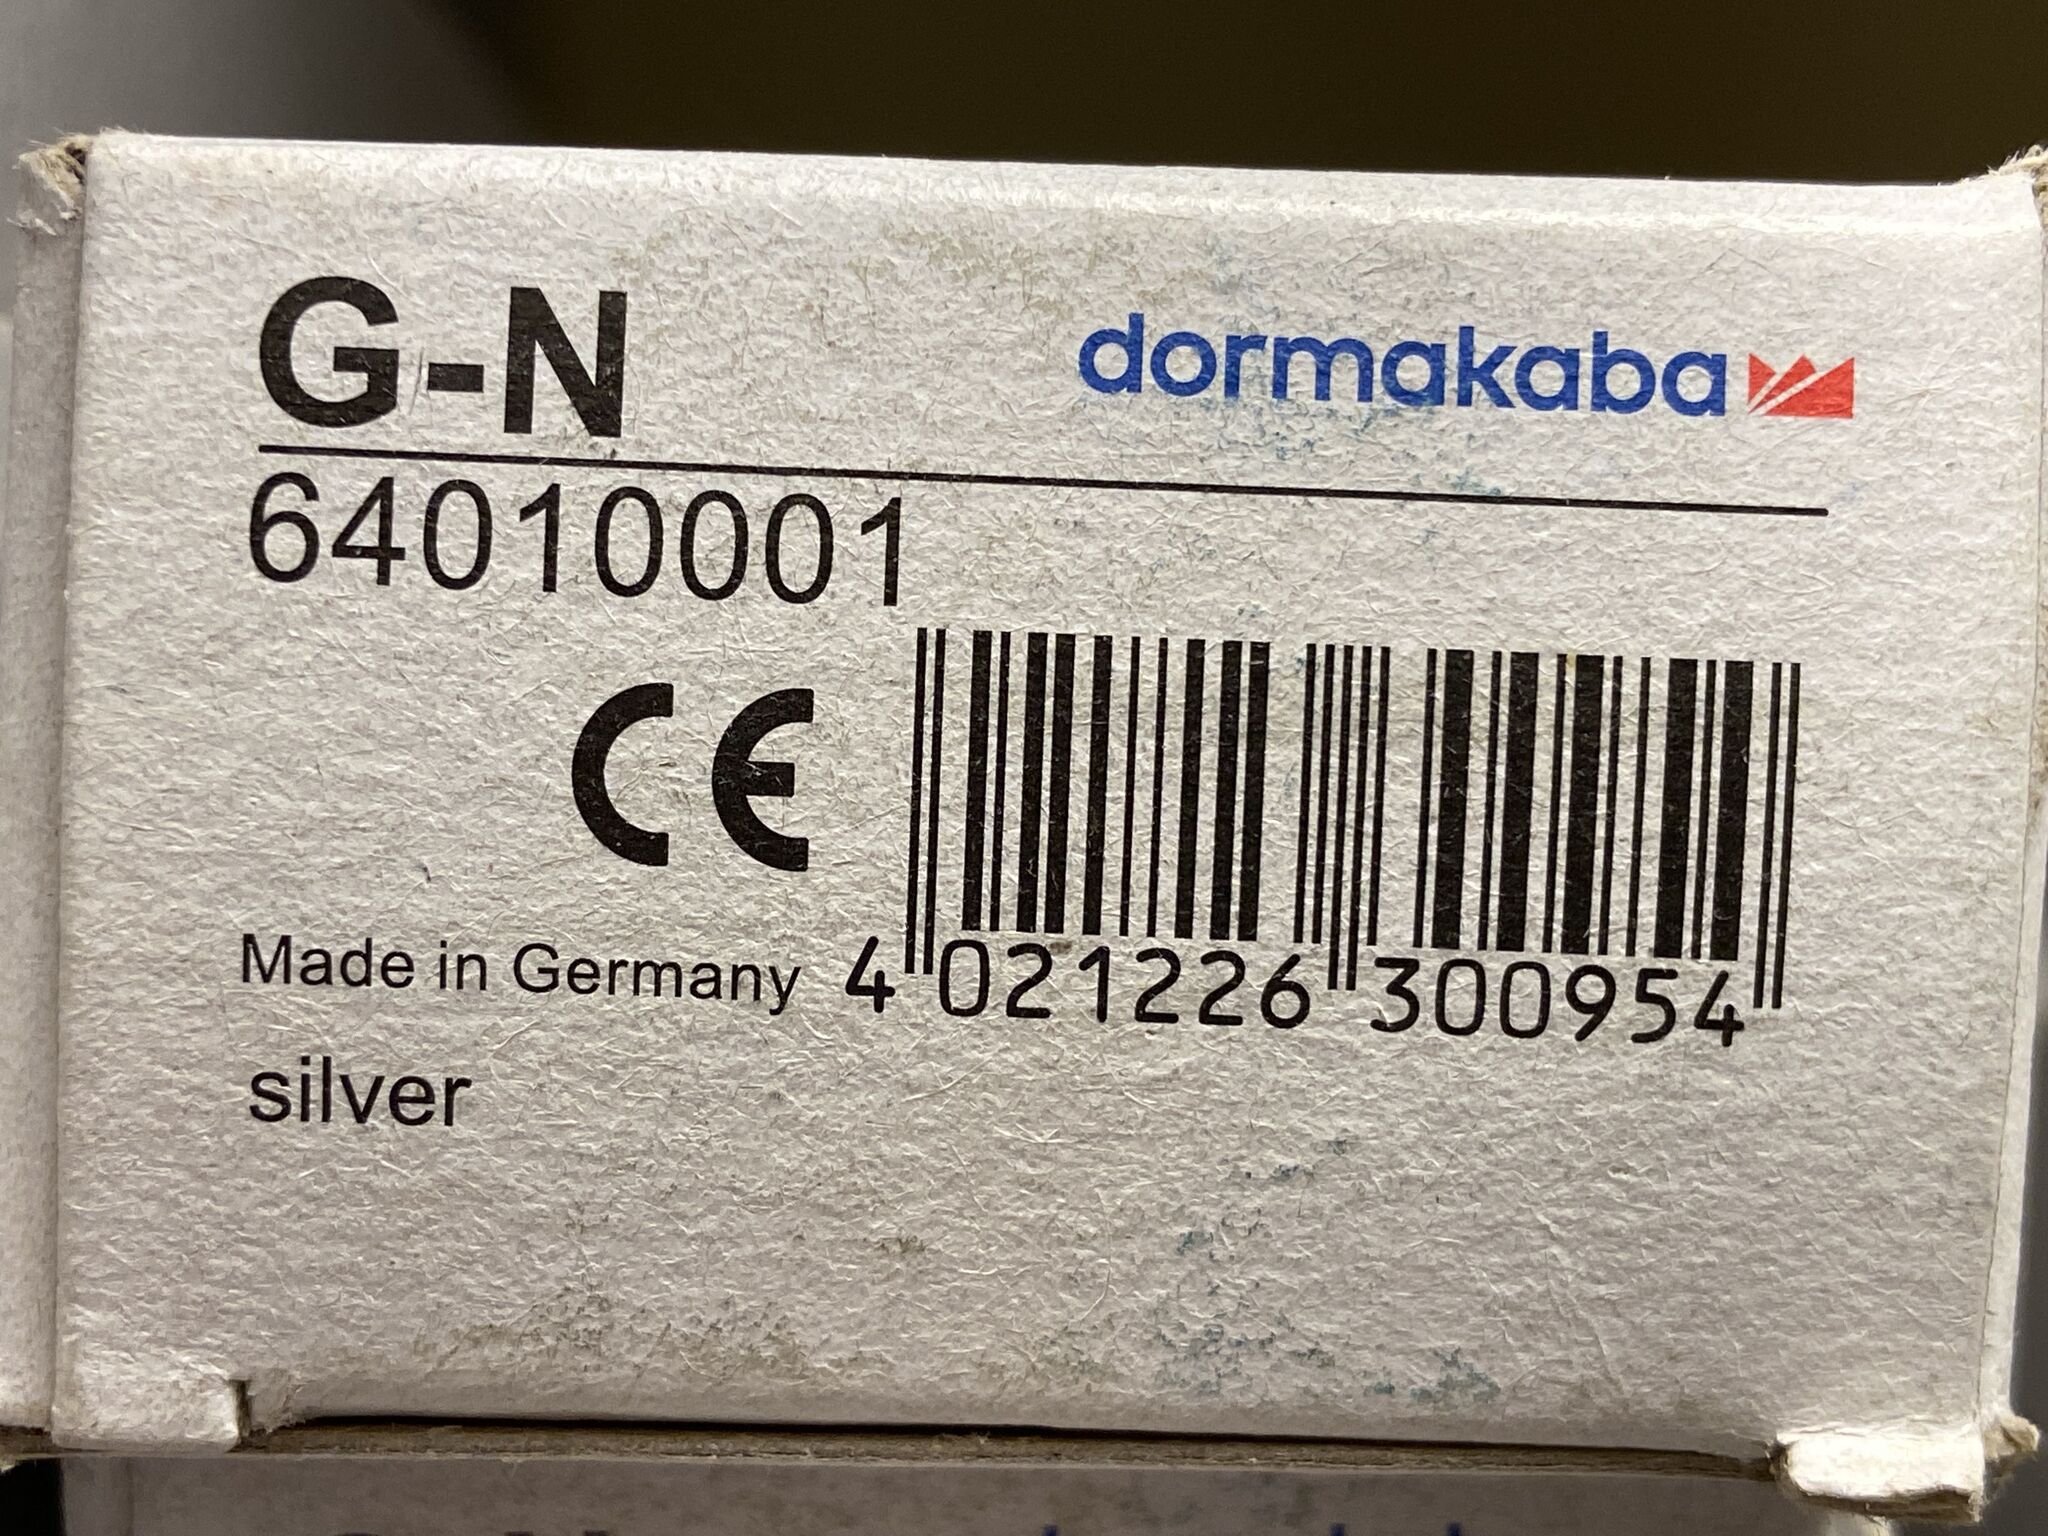 G-N
dormakaba
64010001
CE
Made in Germany
4 021226 300954
silver